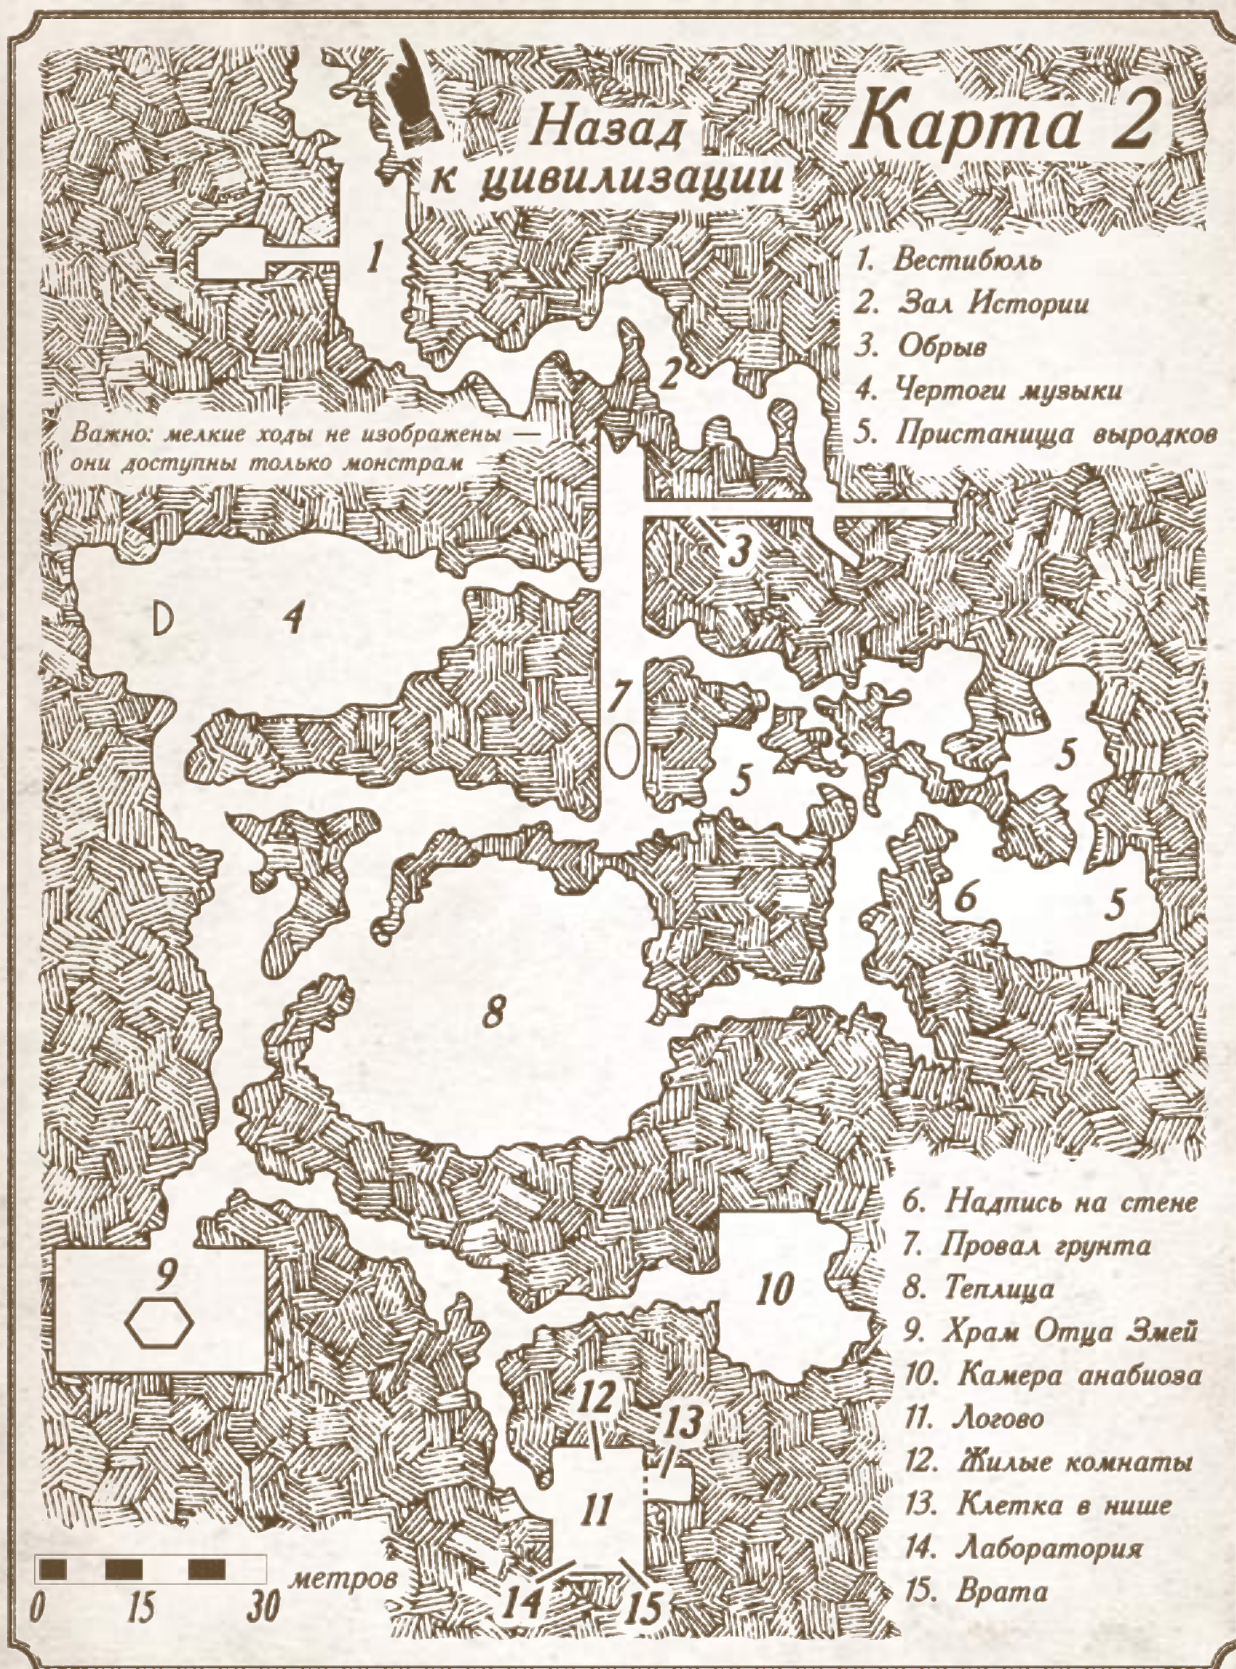 Назад
к цивилизации
Карта 2
1. Вестибюль
2. Зал Истории
3. Обрыв
4. Чертоги музыки
5. Пристанища выродков
Важно: мелкие ходы не изображены —
они доступны только монстрам
1
2
3
4
7
5
5
6
5
8
9
10
12
13
11
14
15
6. Надпись на стене
7. Провал грунта
8. Теплица
9. Храм Отца Змей
10. Камера анабиоза
11. Логово
12. Жилые комнаты
13. Клетка в нише
14. Лаборатория
15. Врата
метров
0 15 30